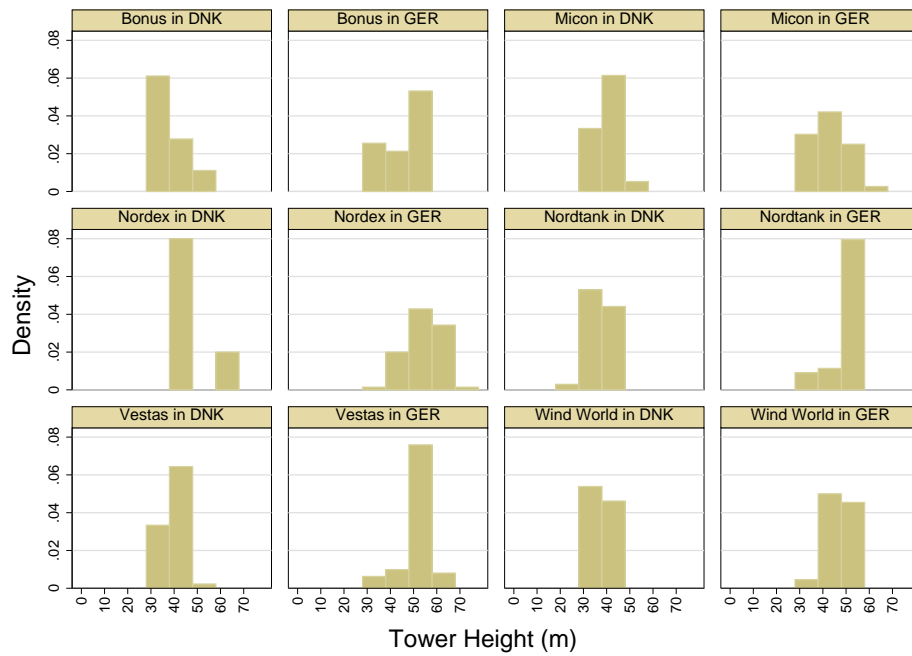 Bonus in DNK Bonus in GER Micon in DNK Micon in GER
.08
.06
.04
.02
0
Nordex in DNK Nordex in GER Nordtank in DNK Nordtank in GER
.08
.06
.04
.02
0
Vestas in DNK Vestas in GER Wind World in DNK Wind World in GER
.08
.06
.04
.02
0
Density
0 10 20 30 40 50 60 70 0 10 20 30 40 50 60 70 0 10 20 30 40 50 60 70 0 10 20 30 40 50 60 70
Tower Height (m)